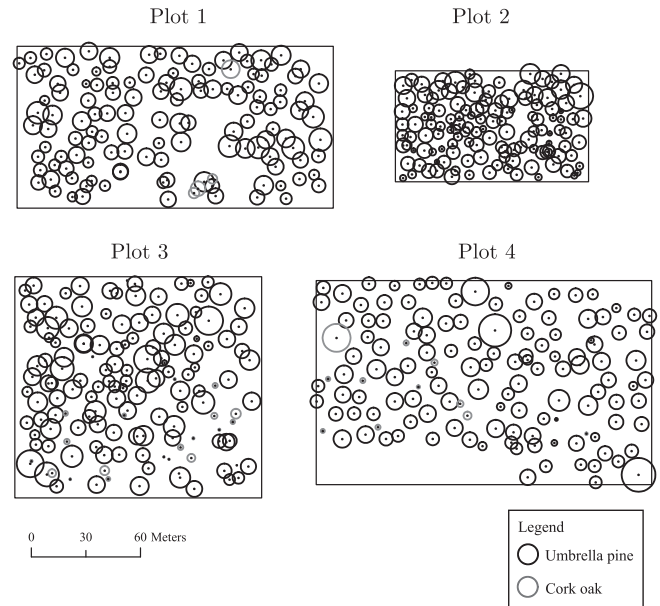 Plot 1
Plot 2
Plot 3
Plot 4
0 30 60 Meters
Legend
Umbrella pine
Cork oak